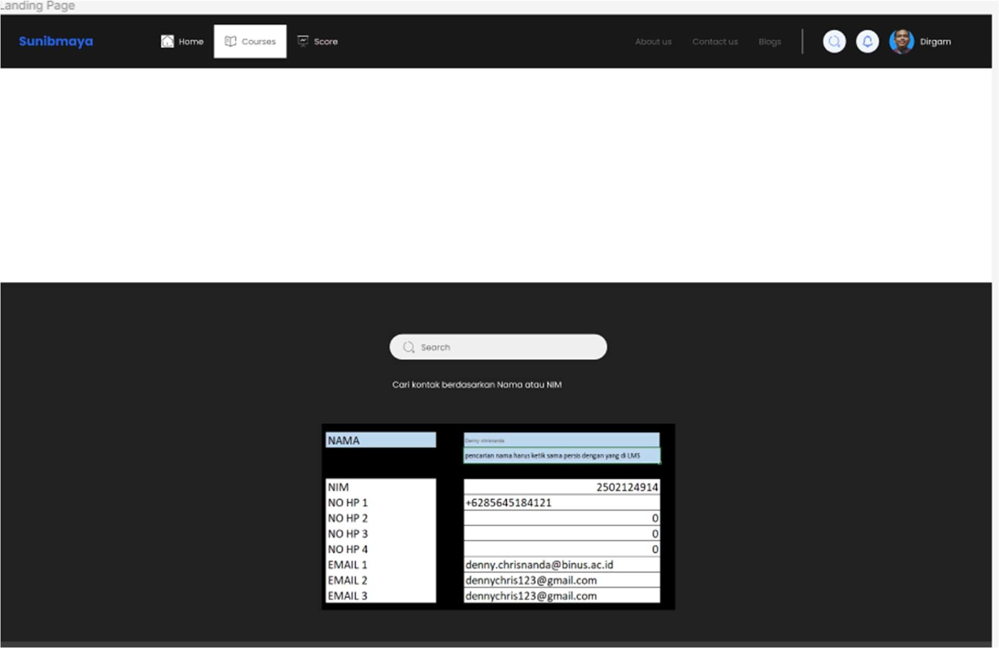 Landing Page
Sunibmaya Home Courses Score About us Contact us Blogs Dirgam
Search
Cari kontak berdasarkan Nama atau NIM
NAMA Denny chrisnanda
pencarian nama harus ketik sama persis dengan yang di LMS
NIM 2502124914
NO HP 1 +6285645184121
NO HP 2 0
NO HP 3 0
NO HP 4 0
EMAIL 1 denny.chrisnanda@binus.ac.id
EMAIL 2 dennychris123@gmail.com
EMAIL 3 dennychris123@gmail.com